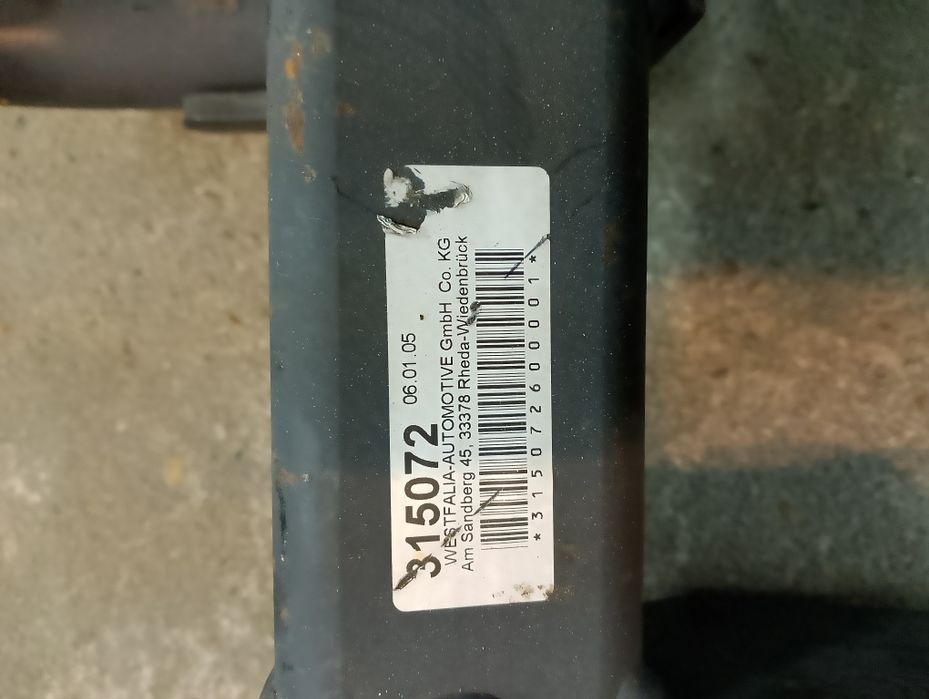 315072 06.01.05
WESTFALIA-AUTOMOTIVE GmbH Co. KG
Am Sandberg 45, 33378 Rheda-Wiedenbrück
*315072600001*